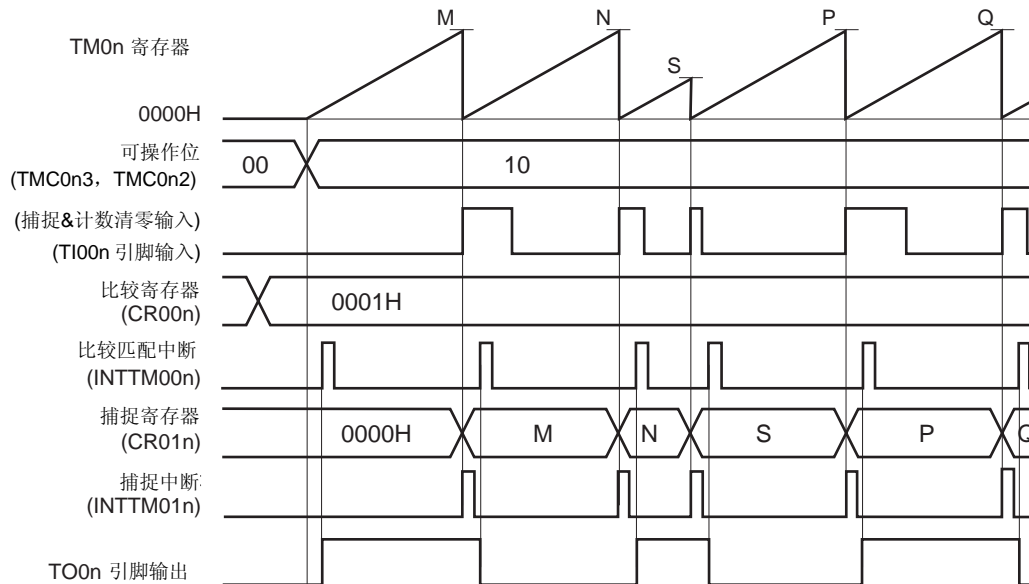 M N S P Q
TM0n 寄存器
0000H
可操作位
(TMC0n3，TMC0n2)
00 10
(捕捉&计数清零输入)
(TI00n 引脚输入)
比较寄存器
(CR00n)
0001H
比较匹配中断
(INTTM00n)
捕捉寄存器
(CR01n)
0000H M N S P Q
捕捉中断
(INTTM01n)
TO0n 引脚输出